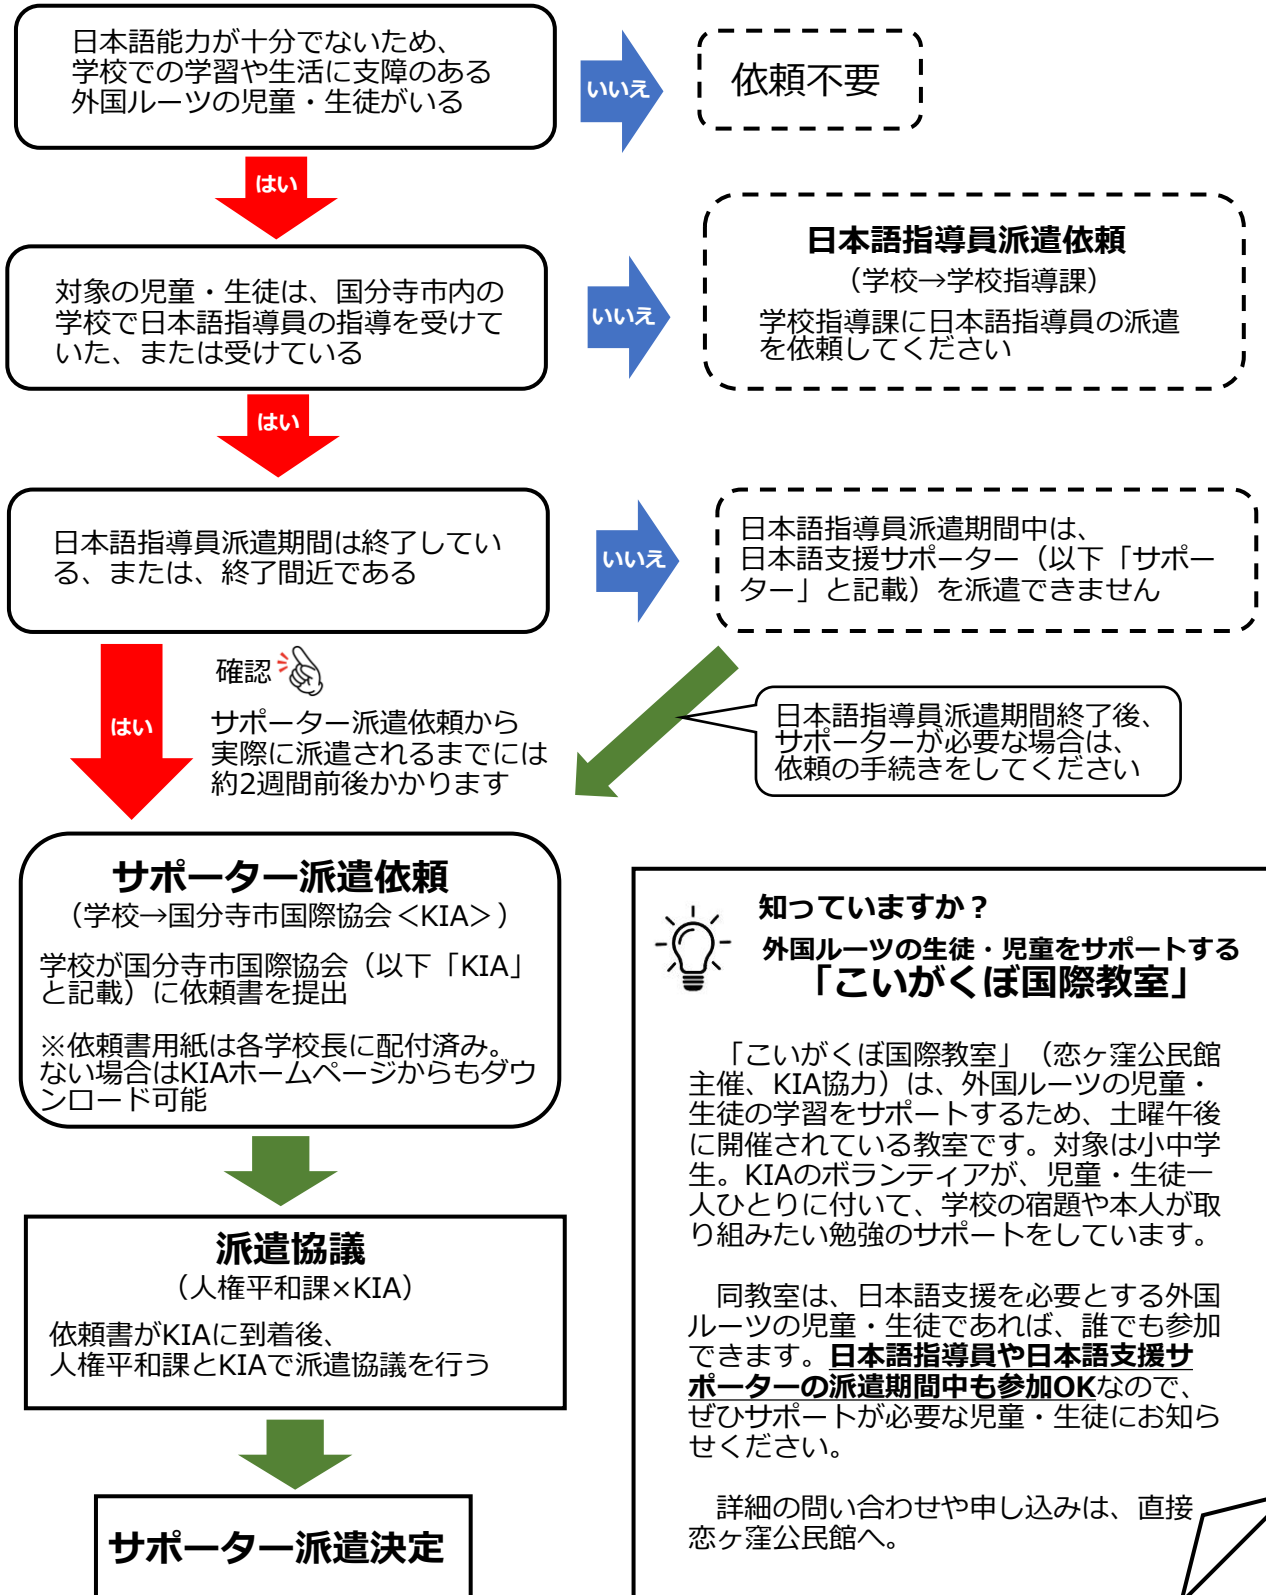 日本語能力が十分でないため、
学校での学習や生活に支障のある
外国ルーツの児童・生徒がいる
いいえ
依頼不要
はい
対象の児童・生徒は、国分寺市内の
学校で日本語指導員の指導を受けて
いた、または受けている
いいえ
日本語指導員派遣依頼
（学校→学校指導課）
学校指導課に日本語指導員の派遣
を依頼してください
はい
日本語指導員派遣期間は終了してい
る、または、終了間近である
いいえ
日本語指導員派遣期間中は、
日本語支援サポーター（以下「サポー
ター」と記載）を派遣できません
はい
確認
サポーター派遣依頼から
実際に派遣されるまでには
約2週間前後かかります
日本語指導員派遣期間終了後、
サポーターが必要な場合は、
依頼の手続きをしてください
サポーター派遣依頼
（学校→国分寺市国際協会＜KIA＞）
学校が国分寺市国際協会（以下「KIA」
と記載）に依頼書を提出
※依頼書用紙は各学校長に配付済み。
ない場合はKIAホームページからもダウ
ンロード可能
派遣協議
（人権平和課×KIA）
依頼書がKIAに到着後、
人権平和課とKIAで派遣協議を行う
サポーター派遣決定
知っていますか？
外国ルーツの生徒・児童をサポートする
「こいがくぼ国際教室」
「こいがくぼ国際教室」（恋ヶ窪公民館
主催、KIA協力）は、外国ルーツの児童・
生徒の学習をサポートするため、土曜午後
に開催されている教室です。対象は小中学
生。KIAのボランティアが、児童・生徒一
人ひとりに付いて、学校の宿題や本人が取
り組みたい勉強のサポートをしています。
同教室は、日本語支援を必要とする外国
ルーツの児童・生徒であれば、誰でも参加
できます。日本語指導員や日本語支援サ
ポーターの派遣期間中も参加OKなので、
ぜひサポートが必要な児童・生徒にお知ら
せください。
詳細の問い合わせや申し込みは、直接
恋ヶ窪公民館へ。